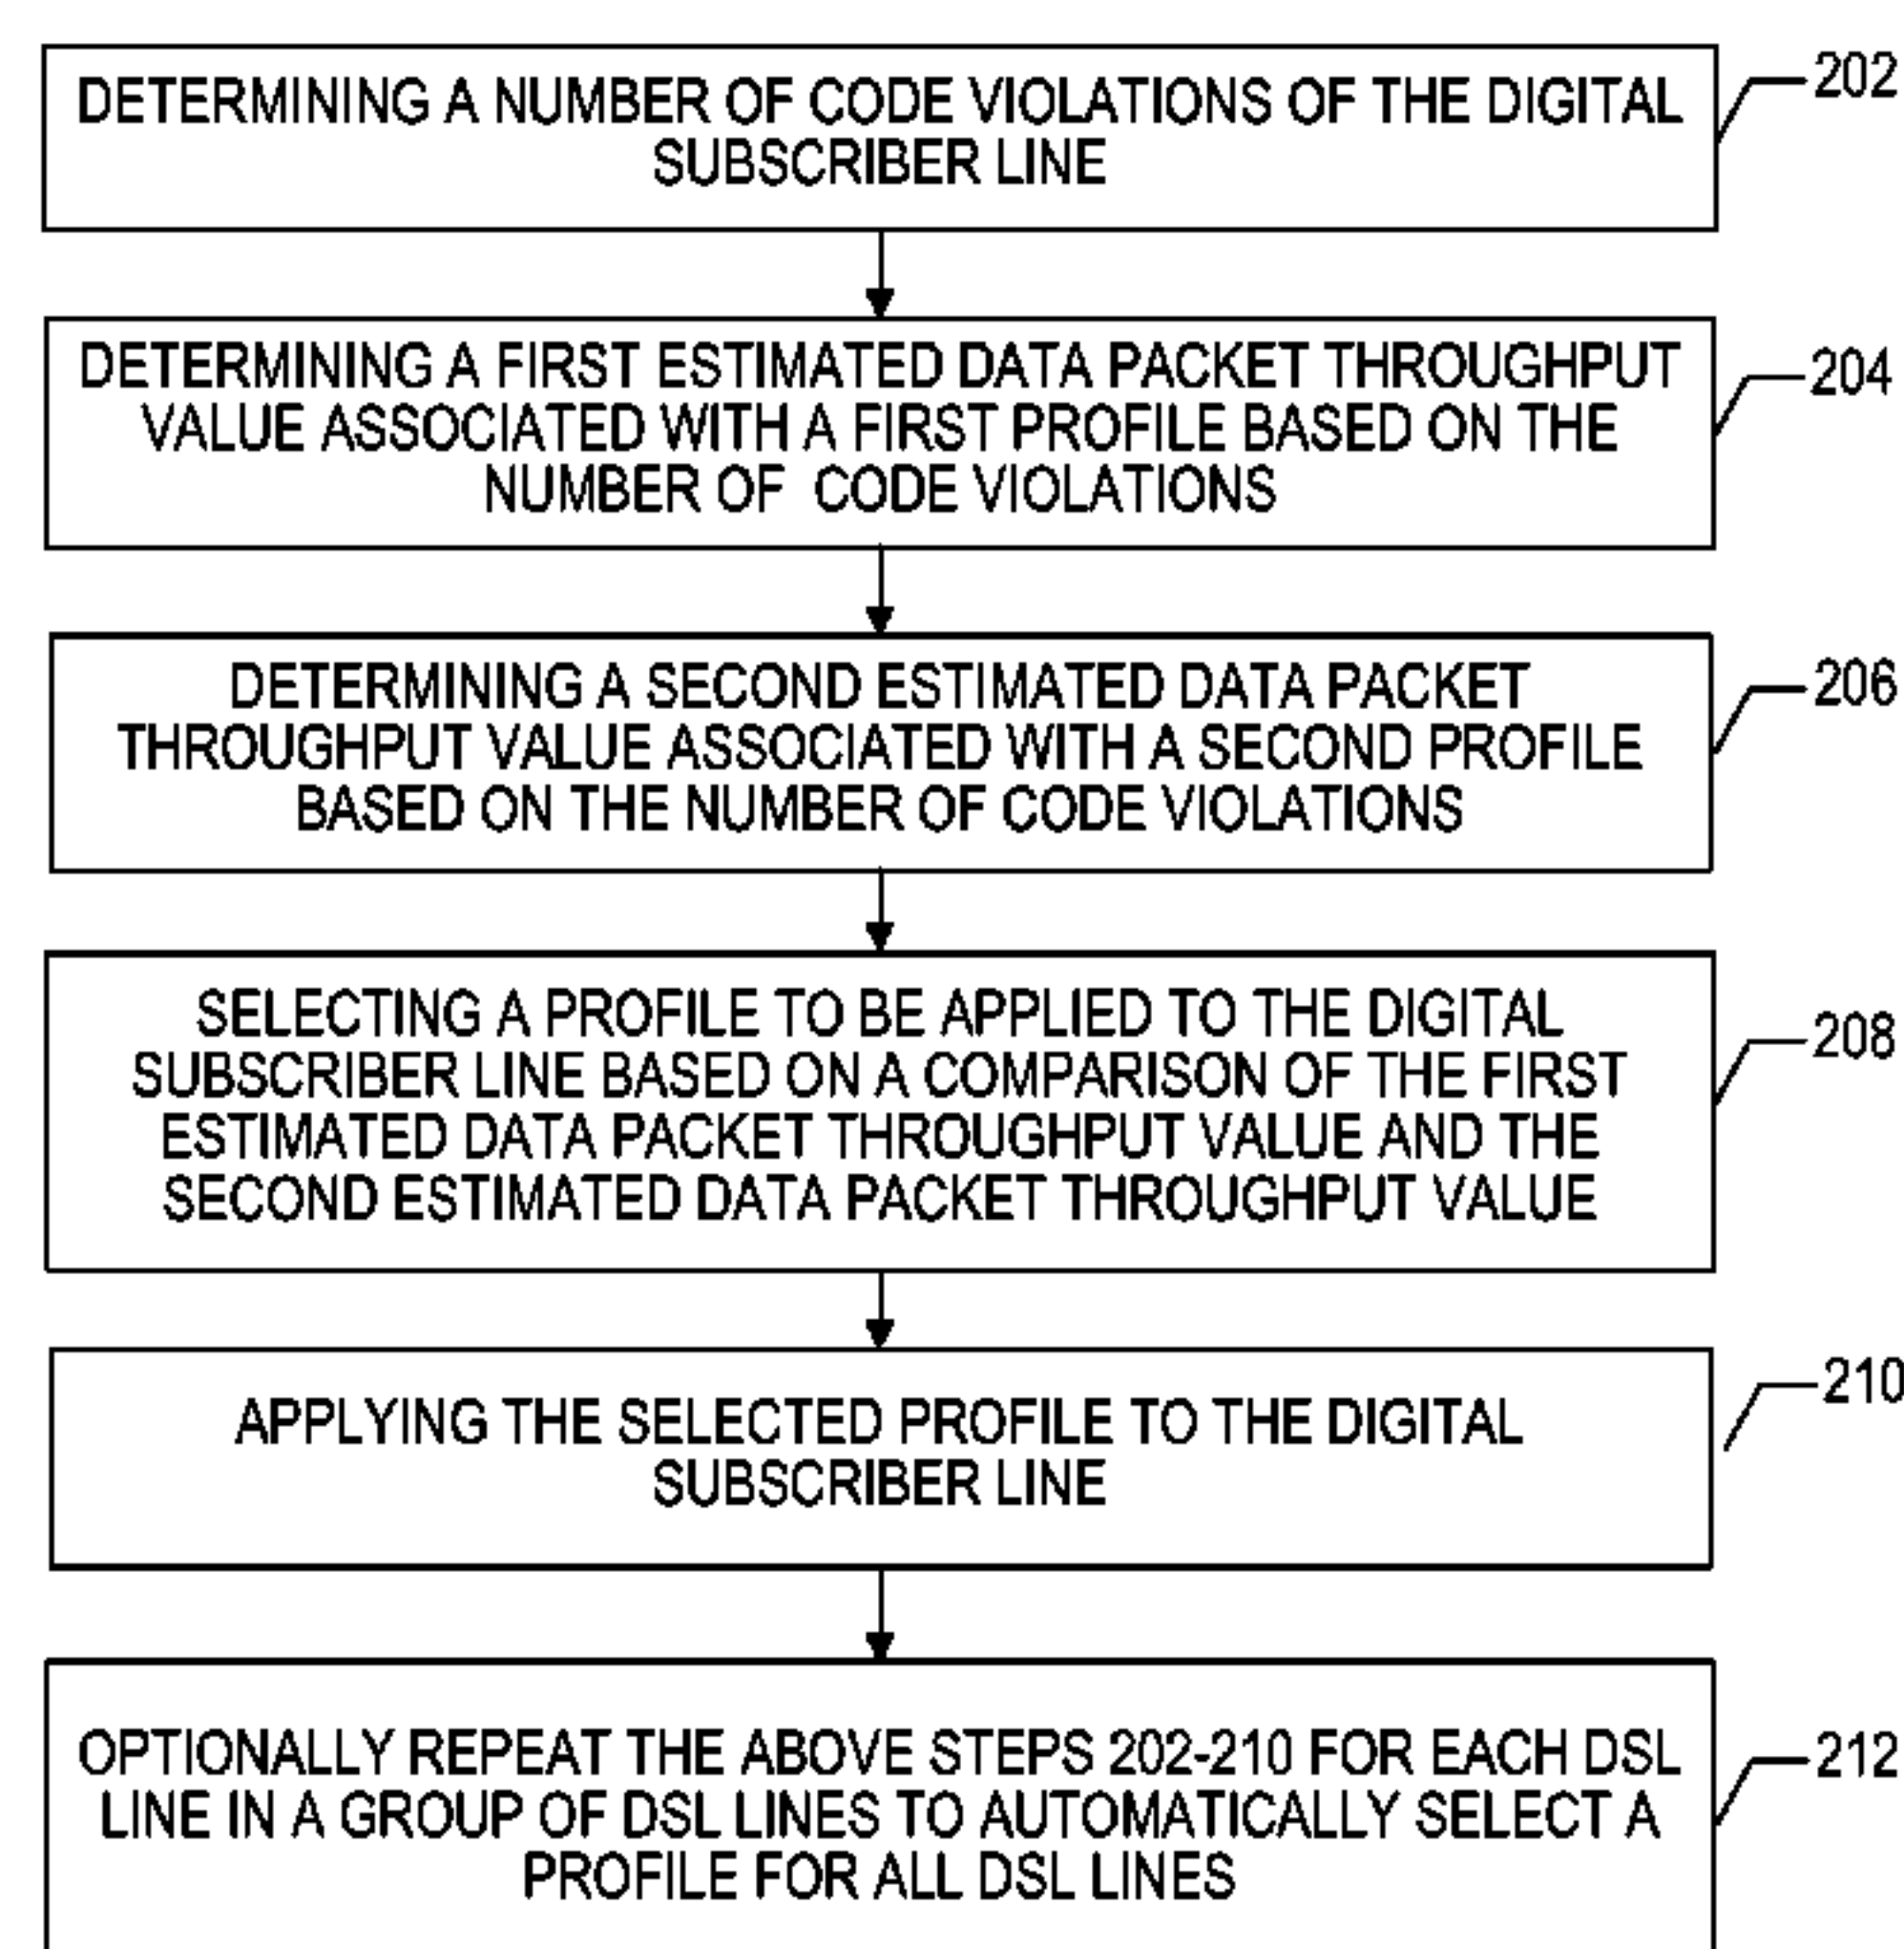 DETERMINING A NUMBER OF CODE VIOLATIONS OF THE DIGITAL
SUBSCRIBER LINE
202
DETERMINING A FIRST ESTIMATED DATA PACKET THROUGHPUT
VALUE ASSOCIATED WITH A FIRST PROFILE BASED ON THE
NUMBER OF CODE VIOLATIONS
204
DETERMINING A SECOND ESTIMATED DATA PACKET
THROUGHPUT VALUE ASSOCIATED WITH A SECOND PROFILE
BASED ON THE NUMBER OF CODE VIOLATIONS
206
SELECTING A PROFILE TO BE APPLIED TO THE DIGITAL
SUBSCRIBER LINE BASED ON A COMPARISON OF THE FIRST
ESTIMATED DATA PACKET THROUGHPUT VALUE AND THE
SECOND ESTIMATED DATA PACKET THROUGHPUT VALUE
208
APPLYING THE SELECTED PROFILE TO THE DIGITAL
SUBSCRIBER LINE
210
OPTIONALLY REPEAT THE ABOVE STEPS 202-210 FOR EACH DSL
LINE IN A GROUP OF DSL LINES TO AUTOMATICALLY SELECT A
PROFILE FOR ALL DSL LINES
212